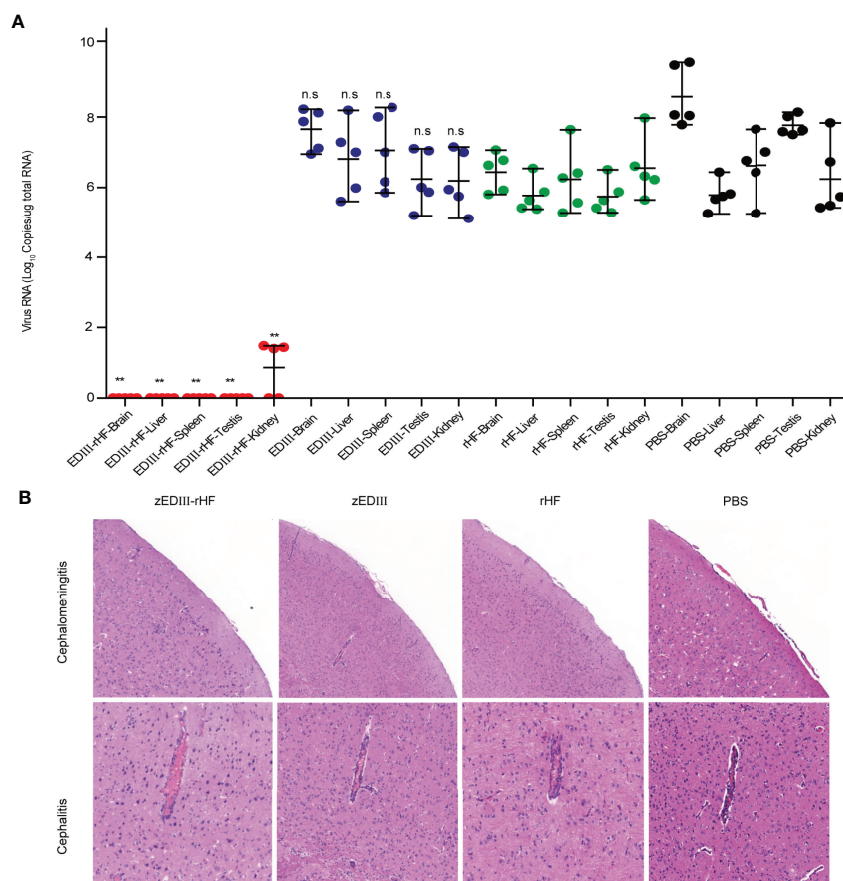 A
Virus RNA (Log10 Copiesug total RNA)
10
8
6
4
2
0
**
**
**
**
**
n.s
n.s
n.s
n.s
n.s
EDIII-rHF-Brain
EDIII-rHF-Liver
EDIII-rHF-Spleen
EDIII-rHF-Testis
EDIII-rHF-Kidney
EDIII-Brain
EDIII-Liver
EDIII-Spleen
EDIII-Testis
EDIII-Kidney
rHF-Brain
rHF-Liver
rHF-Spleen
rHF-Testis
rHF-Kidney
PBS-Brain
PBS-Liver
PBS-Spleen
PBS-Testis
PBS-Kidney
B
zEDIII-rHF
zEDIII
rHF
PBS
Cephalomeningitis
Cephalitis